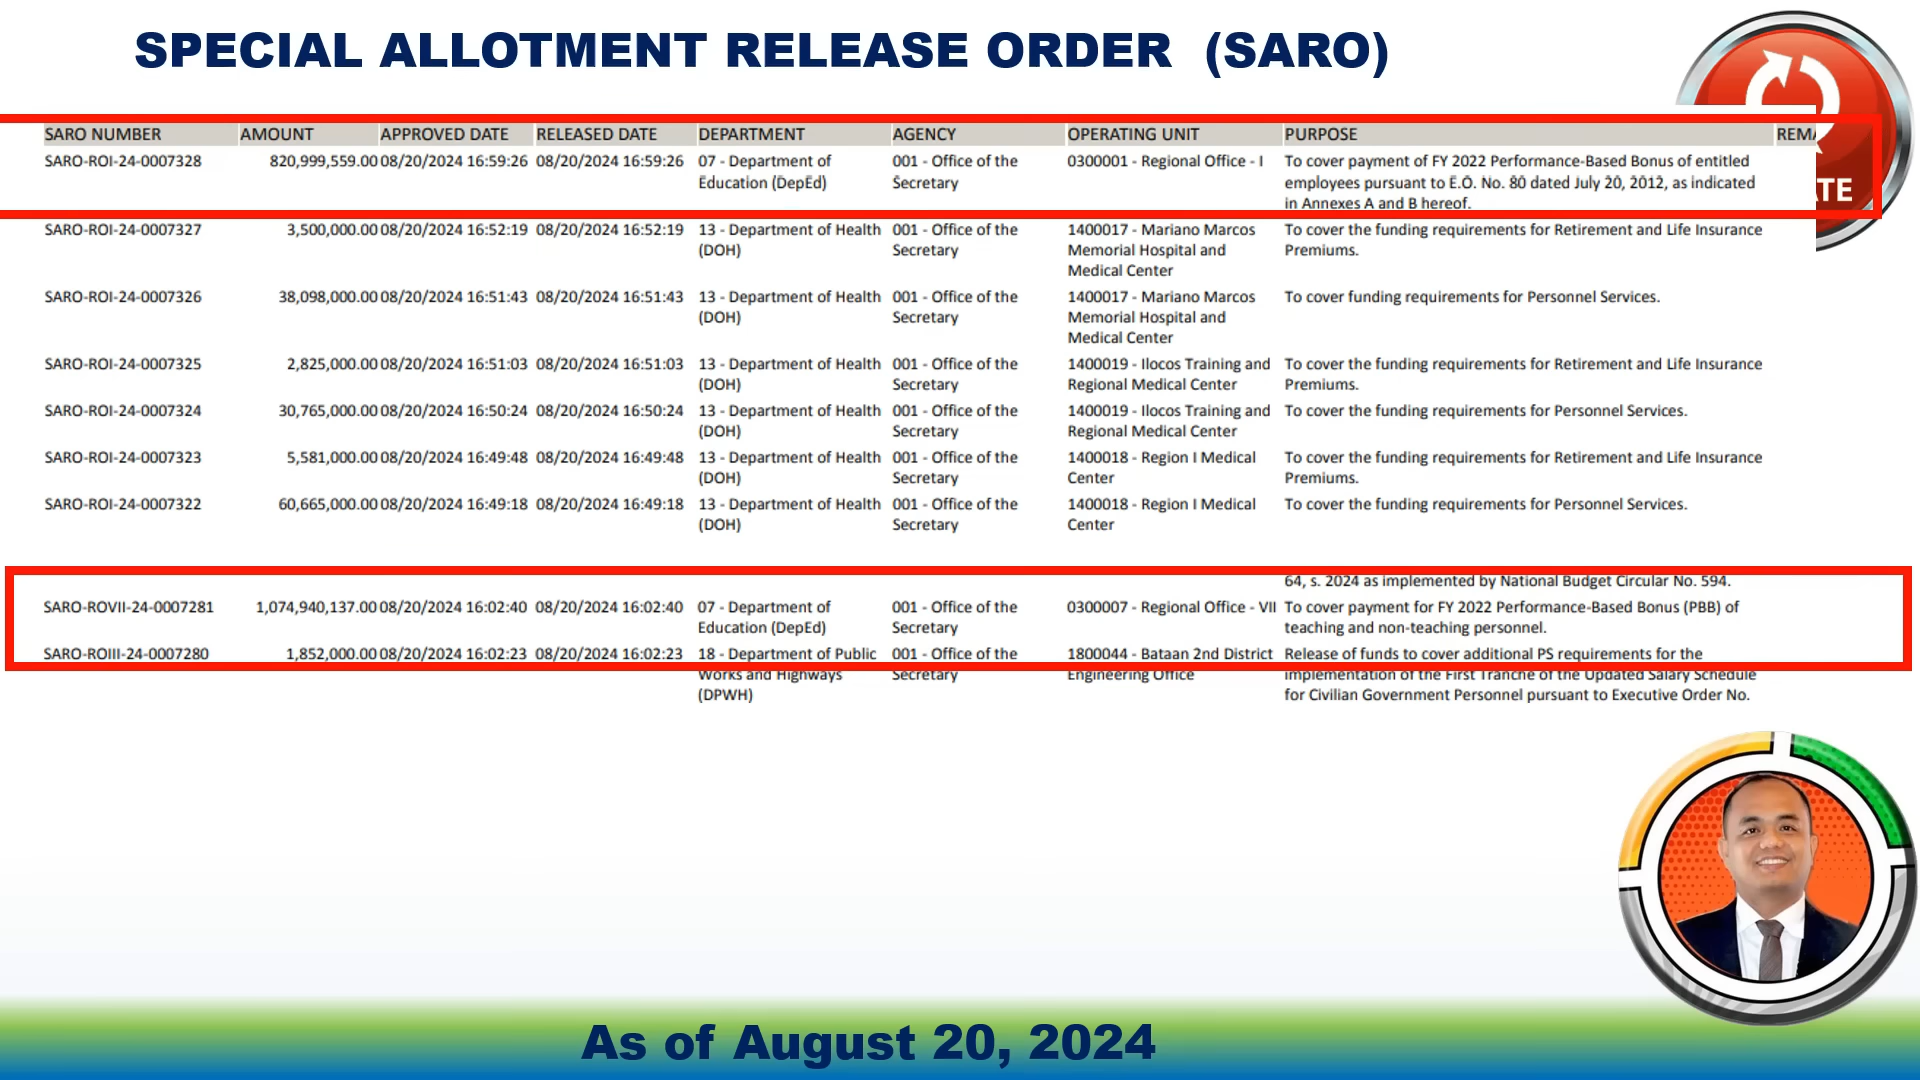 SPECIAL ALLOTMENT RELEASE ORDER (SARO)
SARO NUMBER AMOUNT APPROVED DATE RELEASED DATE DEPARTMENT AGENCY OPERATING UNIT PURPOSE
SARO-ROI-24-0007328 820,999,559.00 08/20/2024 16:59:26 08/20/2024 16:59:26 07 - Department of 001 - Office of the 0300001 - Regional Office - I To cover payment of FY 2022 Performance-Based Bonus of entitled
Education (DepEd) Secretary employees pursuant to E.O. No. 80 dated July 20, 2012, as indicated
in Annexes A and B hereof.
SARO-ROI-24-0007327 3,500,000.00 08/20/2024 16:52:19 08/20/2024 16:52:19 13 - Department of Health 001 - Office of the 1400017 - Mariano Marcos To cover the funding requirements for Retirement and Life Insurance
(DOH) Secretary Memorial Hospital and Premiums.
Medical Center
SARO-ROI-24-0007326 38,098,000.00 08/20/2024 16:51:43 08/20/2024 16:51:43 13 - Department of Health 001 - Office of the 1400017 - Mariano Marcos To cover funding requirements for Personnel Services.
(DOH) Secretary Memorial Hospital and
Medical Center
SARO-ROI-24-0007325 2,825,000.00 08/20/2024 16:51:03 08/20/2024 16:51:03 13 - Department of Health 001 - Office of the 1400019 - Ilocos Training and To cover the funding requirements for Retirement and Life Insurance
(DOH) Secretary Regional Medical Center Premiums.
SARO-ROI-24-0007324 30,765,000.00 08/20/2024 16:50:24 08/20/2024 16:50:24 13 - Department of Health 001 - Office of the 1400019 - Ilocos Training and To cover the funding requirements for Personnel Services.
(DOH) Secretary Regional Medical Center
SARO-ROI-24-0007323 5,581,000.00 08/20/2024 16:49:48 08/20/2024 16:49:48 13 - Department of Health 001 - Office of the 1400018 - Region I Medical To cover the funding requirements for Retirement and Life Insurance
(DOH) Secretary Center Premiums.
SARO-ROI-24-0007322 60,665,000.00 08/20/2024 16:49:18 08/20/2024 16:49:18 13 - Department of Health 001 - Office of the 1400018 - Region I Medical To cover the funding requirements for Personnel Services.
(DOH) Secretary Center
64, s. 2024 as implemented by National Budget Circular No. 594.
SARO-ROVII-24-0007281 1,074,940,137.00 08/20/2024 16:02:40 08/20/2024 16:02:40 07 - Department of 001 - Office of the 0300007 - Regional Office - VII To cover payment for FY 2022 Performance-Based Bonus (PBB) of
Education (DepEd) Secretary teaching and non-teaching personnel.
SARO-ROIII-24-0007280 1,852,000.00 08/20/2024 16:02:23 08/20/2024 16:02:23 18 - Department of Public 001 - Office of the 1800044 - Bataan 2nd District Release of funds to cover additional PS requirements for the
Works and Highways Secretary Engineering Office implementation of the First Tranche of the Updated Salary Schedule
(DPWH) for Civilian Government Personnel pursuant to Executive Order No.
As of August 20, 2024